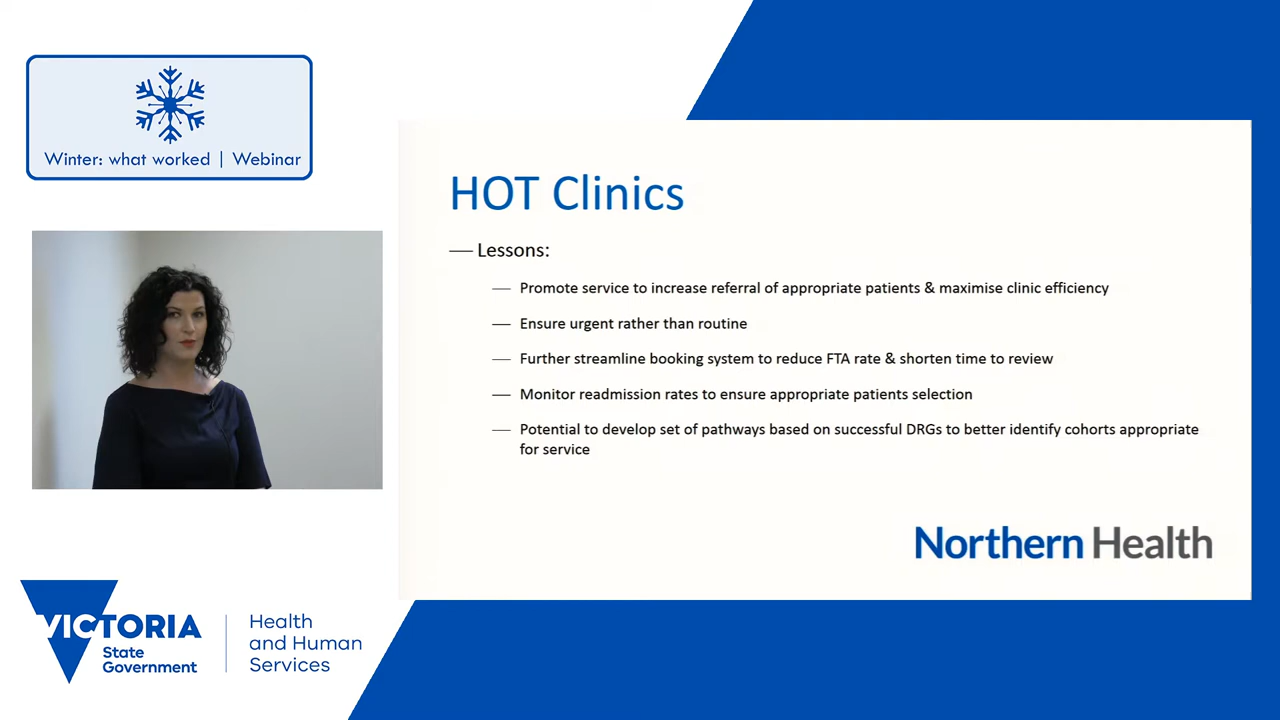 Winter: what worked | Webinar
HOT Clinics
— Lessons:
— Promote service to increase referral of appropriate patients & maximise clinic efficiency
— Ensure urgent rather than routine
— Further streamline booking system to reduce FTA rate & shorten time to review
— Monitor readmission rates to ensure appropriate patients selection
— Potential to develop set of pathways based on successful DRGs to better identify cohorts appropriate
for service
Northern Health
VICTORIA
State
Government
Health
and Human
Services